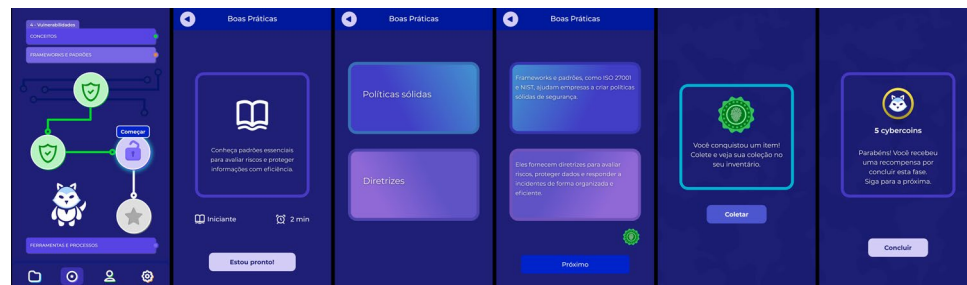 4 - Vulnerabilidades
CONCEITOS
FRAMEWORKS E PADRÕES
Começar
FERRAMENTAS E PROCESSOS
Boas Práticas
Conheça padrões essenciais
para avaliar riscos e proteger
informações com eficiência.
Iniciante
2 min
Estou pronto!
Boas Práticas
Políticas sólidas
Diretrizes
Boas Práticas
Frameworks e padrões, como ISO 27001
e NIST, ajudam empresas a criar políticas
sólidas de segurança.
Eles fornecem diretrizes para avaliar
riscos, proteger dados e responder a
incidentes de forma organizada e
eficiente.
Próximo
Você conquistou um item!
Colete e veja sua coleção no
seu inventário.
Coletar
5 cybercoins
Parabéns! Você recebeu
uma recompensa por
concluir esta fase.
Siga para a próxima.
Concluir